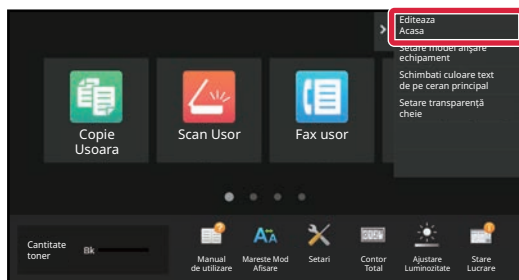 Editeaza
Acasa
Setare model afişare
echipament
Schimbati culoare text
de pe ceran principal
Setare transparență
cheie
Copie
Usoara
Scan Usor
Fax usor
Cantitate
toner
Bk
Manual
de utilizare
Mareste Mod
Afisare
Setari
Contor
Total
Ajustare
Luminozitate
Stare
Lucrare